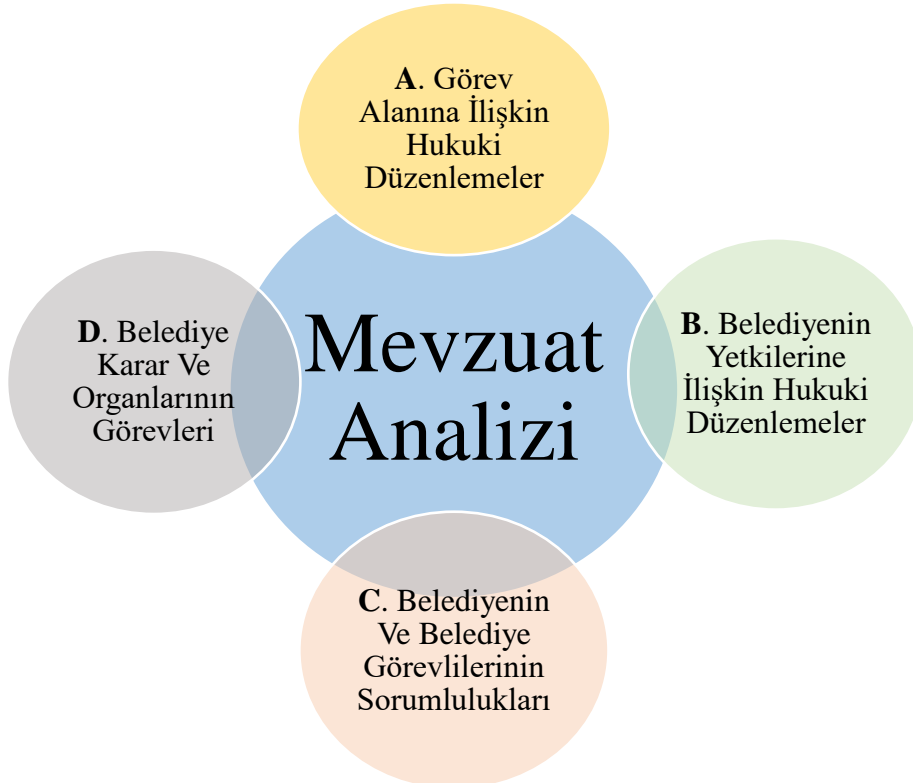 A. Görev
Alanına İlişkin
Hukuki
Düzenlemeler
Mevzuat
Analizi
B. Belediyenin
Yetkilerine
İlişkin Hukuki
Düzenlemeler
C. Belediyenin
Ve Belediye
Görevlilerinin
Sorumlulukları
D. Belediye
Karar Ve
Organlarının
Görevleri